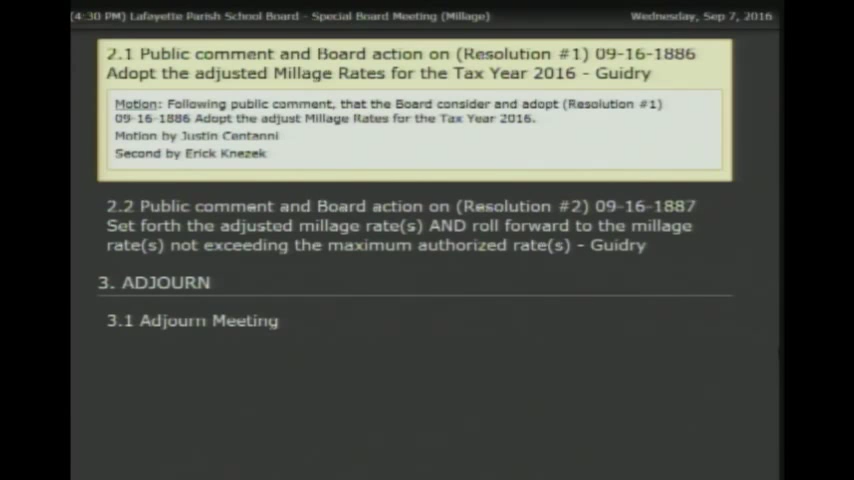 (4:30 PM) Lafayette Parish School Board - Special Board Meeting (Millage)
Wednesday, Sep 7, 2016
2.1 Public comment and Board action on (Resolution #1) 09-16-1886
Adopt the adjusted Millage Rates for the Tax Year 2016 - Guidry
Motion: Following public comment, that the Board consider and adopt (Resolution #1)
09-16-1886 Adopt the adjust Millage Rates for the Tax Year 2016.
Motion by Justin Centanni
Second by Erick Knezek
2.2 Public comment and Board action on (Resolution #2) 09-16-1887
Set forth the adjusted millage rate(s) AND roll forward to the millage
rate(s) not exceeding the maximum authorized rate(s) - Guidry
3. ADJOURN
3.1 Adjourn Meeting